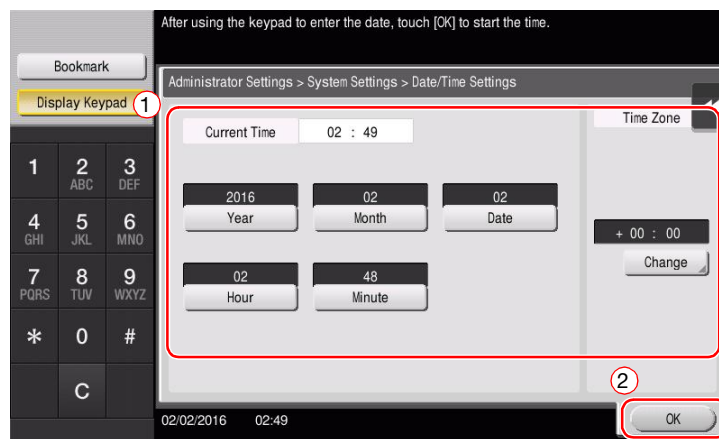 After using the keypad to enter the date, touch [OK] to start the time.
Bookmark
Display Keypad
1
Administrator Settings > System Settings > Date/Time Settings
Current Time
02 : 49
Time Zone
2016
Year
02
Month
02
Date
+ 00 : 00
Change
02
Hour
48
Minute
1
2
ABC
3
DEF
4
GHI
5
JKL
6
MNO
7
PQRS
8
TUV
9
WXYZ
*
0
#
C
2
OK
02/02/2016 02:49